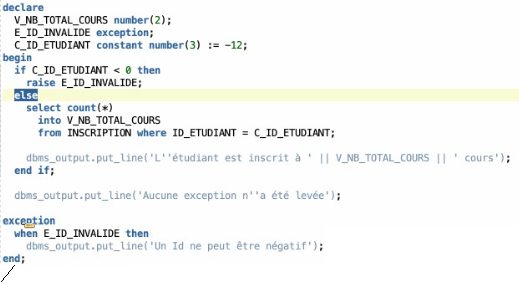 declare
V_NB_TOTAL_COURS number(2);
E_ID_INVALIDE exception;
C_ID_ETUDIANT constant number(3) := -12;
begin
if C_ID_ETUDIANT < 0 then
raise E_ID_INVALIDE;
else
select count(*)
into V_NB_TOTAL_COURS
from INSCRIPTION where ID_ETUDIANT = C_ID_ETUDIANT;
dbms_output.put_line('L''étudiant est inscrit à ' || V_NB_TOTAL_COURS || ' cours');
end if;
dbms_output.put_line('Aucune exception n''a été levée');
exception
when E_ID_INVALIDE then
dbms_output.put_line('Un Id ne peut être négatif');
end;